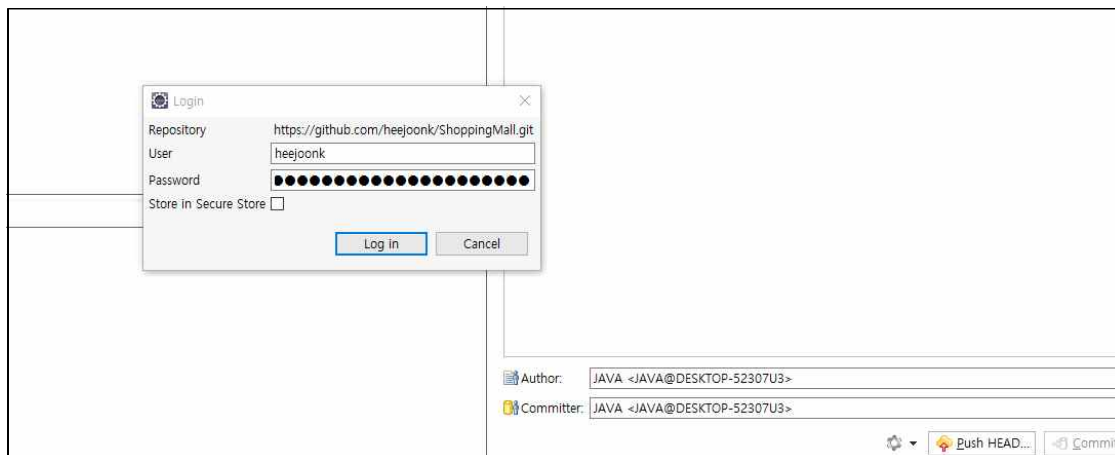 Login
Repository https://github.com/heejoonk/ShoppingMall.git
User heejoonk
Password
Store in Secure Store
Log in Cancel
Author: JAVA <JAVA@DESKTOP-52307U3>
Committer: JAVA <JAVA@DESKTOP-52307U3>
Push HEAD... Commit